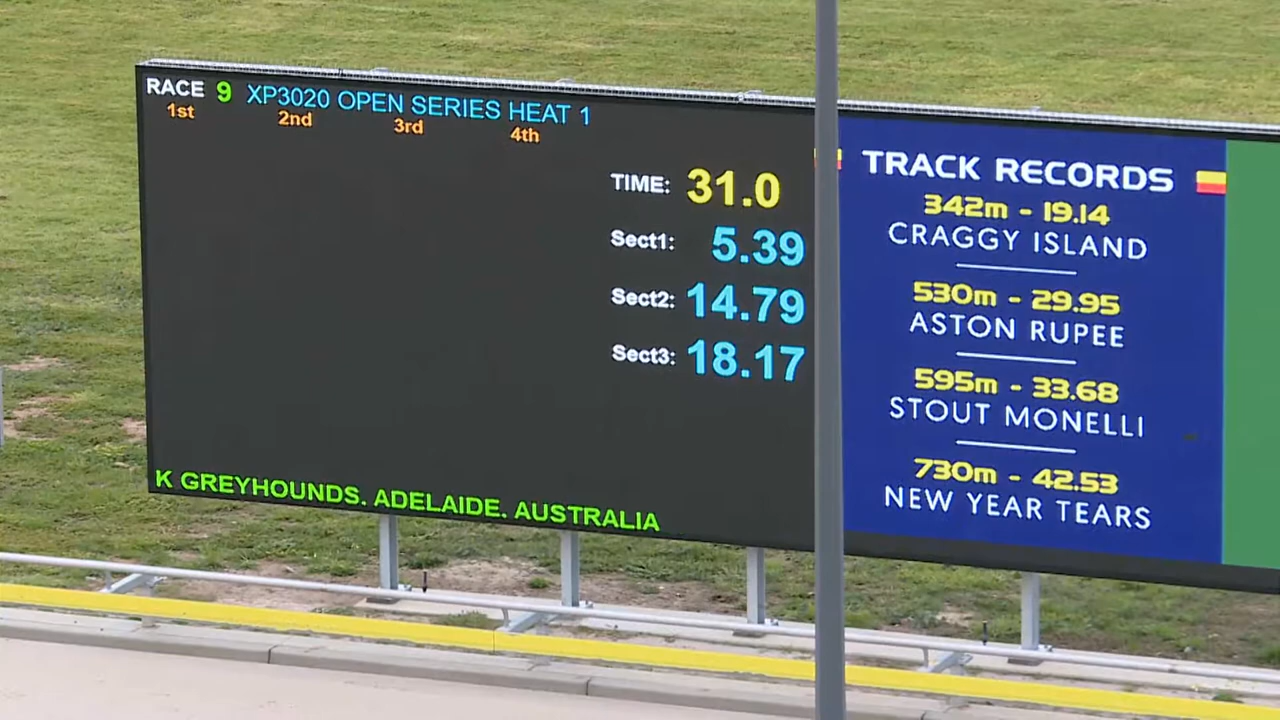 RACE 9 XP3020 OPEN SERIES HEAT 1
1st 2nd 3rd 4th
TIME: 31.0
Sect1: 5.39
Sect2: 14.79
Sect3: 18.17
K GREYHOUNDS. ADELAIDE. AUSTRALIA
TRACK RECORDS
342m - 19.14
CRAGGY ISLAND
530m - 29.95
ASTON RUPEE
595m - 33.68
STOUT MONELLI
730m - 42.53
NEW YEAR TEARS